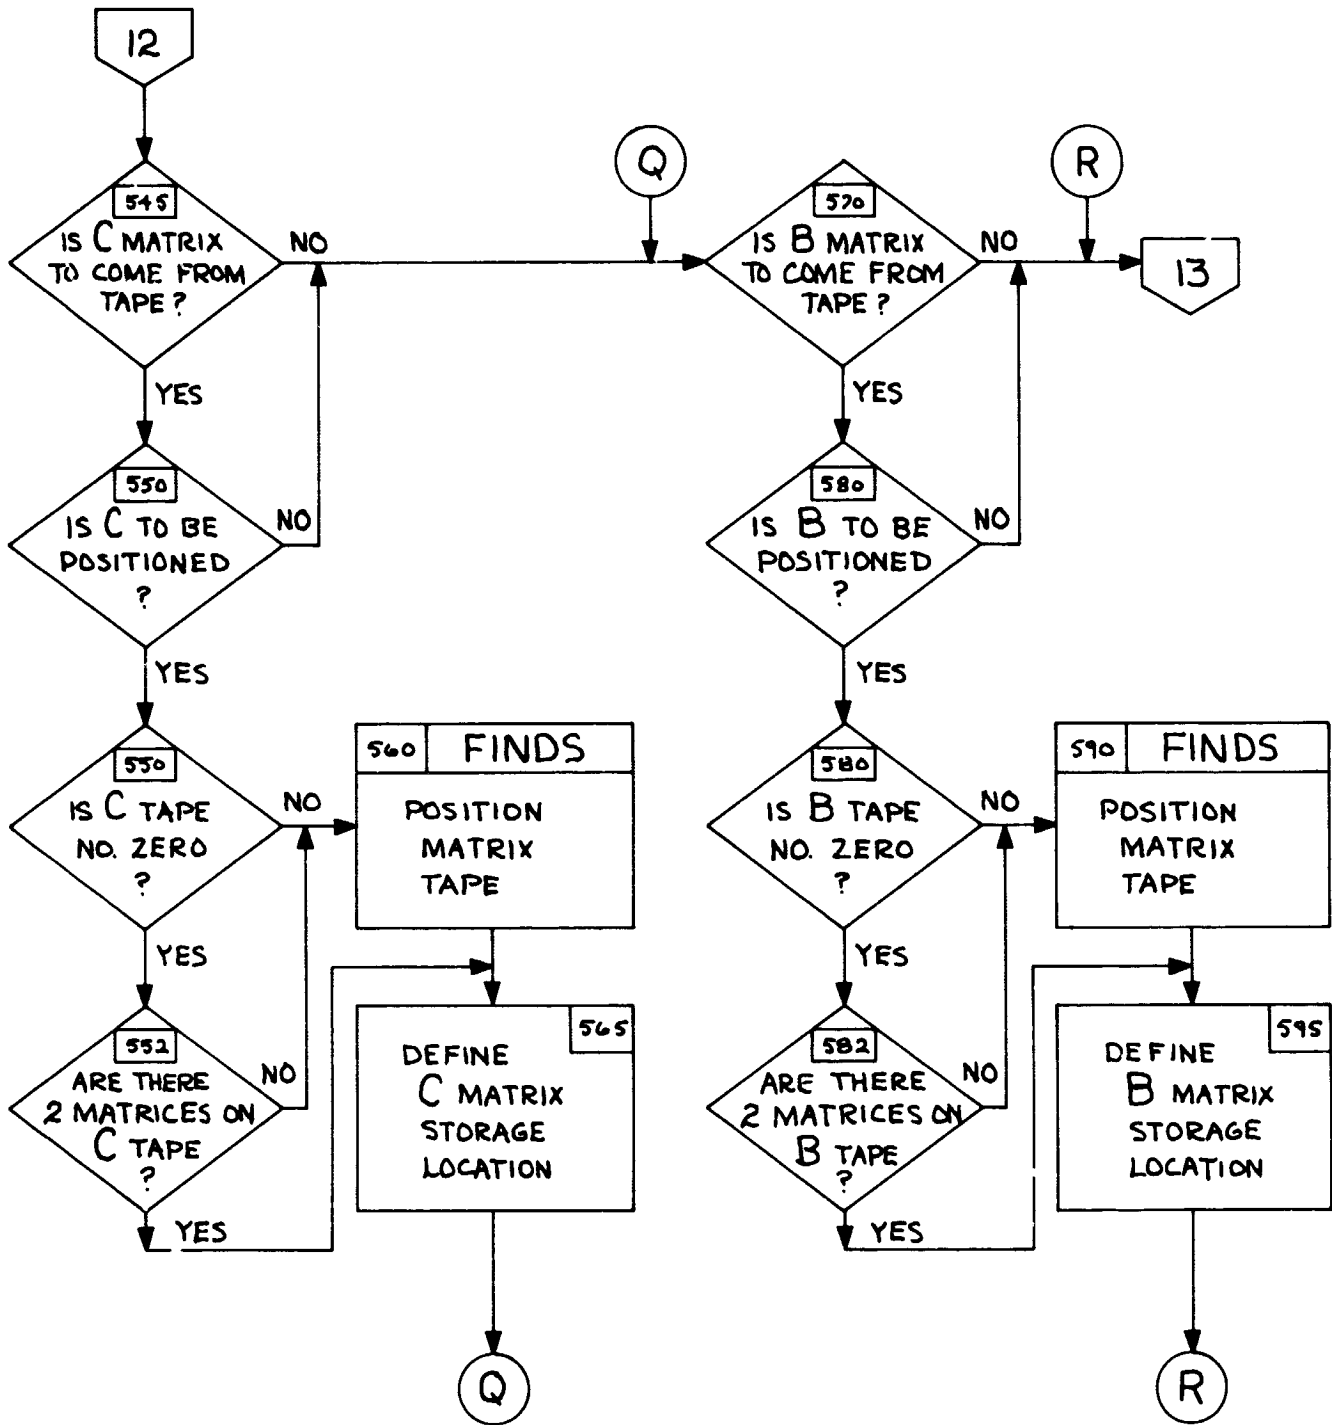 12
545
IS C MATRIX
TO COME FROM
TAPE?
NO
YES
550
IS C TO BE
POSITIONED
?
NO
YES
550
IS C TAPE
NO. ZERO
?
NO
YES
552
ARE THERE
2 MATRICES ON
C TAPE
?
NO
YES
560 FINDS
POSITION
MATRIX
TAPE
565
DEFINE
C MATRIX
STORAGE
LOCATION
Q
Q
570
IS B MATRIX
TO COME FROM
TAPE?
NO
R
13
YES
580
IS B TO BE
POSITIONED
?
NO
YES
580
IS B TAPE
NO. ZERO
?
NO
YES
582
ARE THERE
2 MATRICES ON
B TAPE
?
NO
YES
590 FINDS
POSITION
MATRIX
TAPE
595
DEFINE
B MATRIX
STORAGE
LOCATION
R